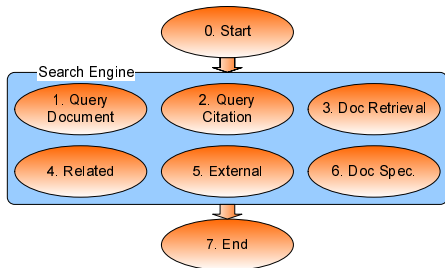 0. Start
Search Engine
1. Query
Document
2. Query
Citation
3. Doc Retrieval
4. Related
5. External
6. Doc Spec.
7. End